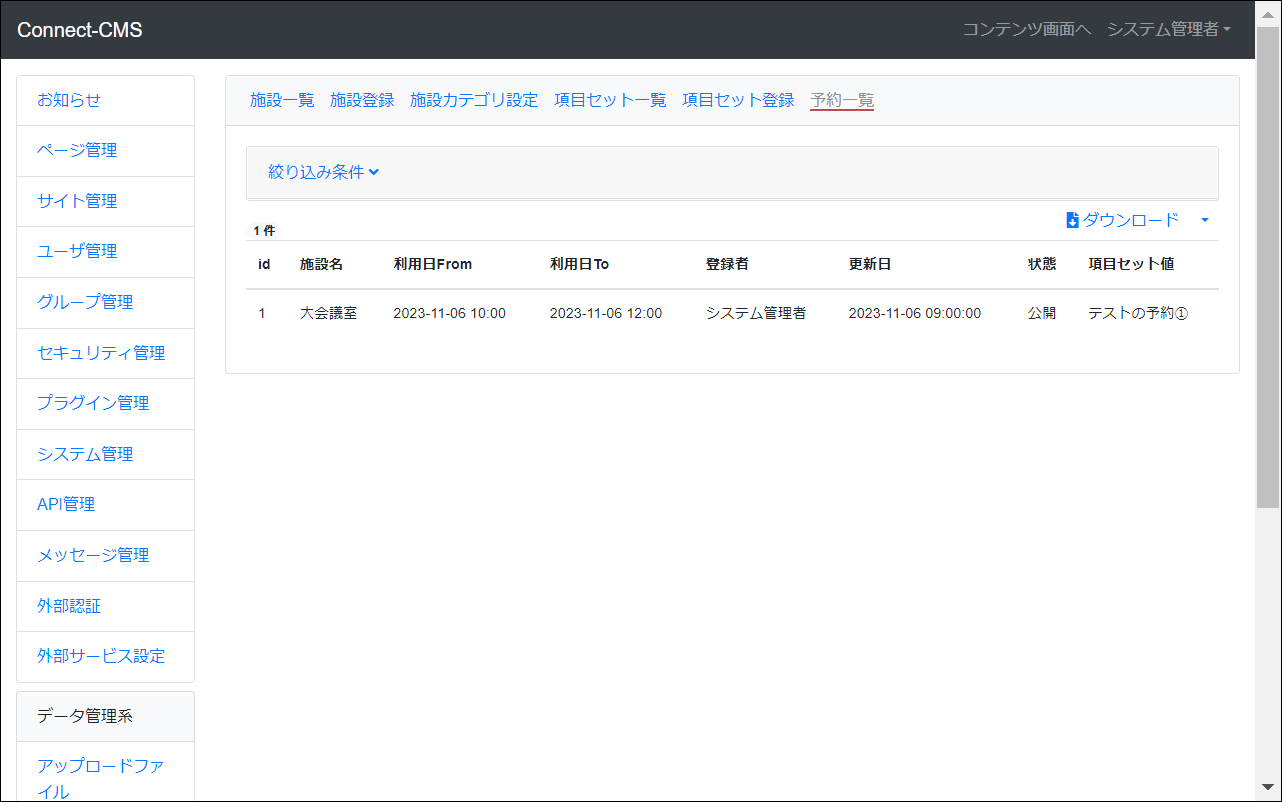 Connect-CMS
コンテンツ画面へ システム管理者
お知らせ
ページ管理
サイト管理
ユーザ管理
グループ管理
セキュリティ管理
プラグイン管理
システム管理
API管理
メッセージ管理
外部認証
外部サービス設定
データ管理系
アップロードファ
イル
施設一覧 施設登録 施設カテゴリ設定 項目セット一覧 項目セット登録 予約一覧
絞り込み条件
ダウンロード
1 件
id 施設名 利用日From 利用日To 登録者 更新日 状態 項目セット値
1 大会議室 2023-11-06 10:00 2023-11-06 12:00 システム管理者 2023-11-06 09:00:00 公開 テストの予約①